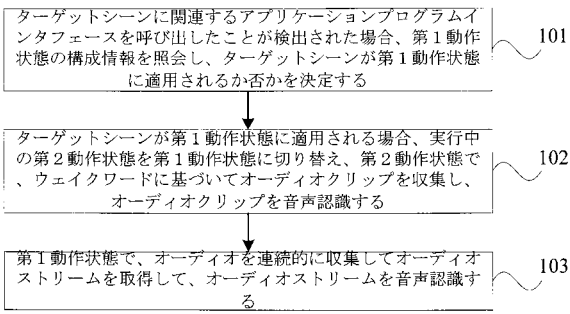 ターゲットシーンに関連するアプリケーションプログラムイ
ンタフェースを呼び出したことが検出された場合、第1動作
状態の構成情報を照会し、ターゲットシーンが第1動作状態
に適用されるか否かを決定する
101
ターゲットシーンが第1動作状態に適用される場合、実行中
の第2動作状態を第1動作状態に切り替え、第2動作状態で
、ウェイクワードに基づいてオーディオクリップを収集し、
オーディオクリップを音声認識する
102
第1動作状態で、オーディオを連続的に収集してオーディオ
ストリームを取得して、オーディオストリームを音声認識す
る
103